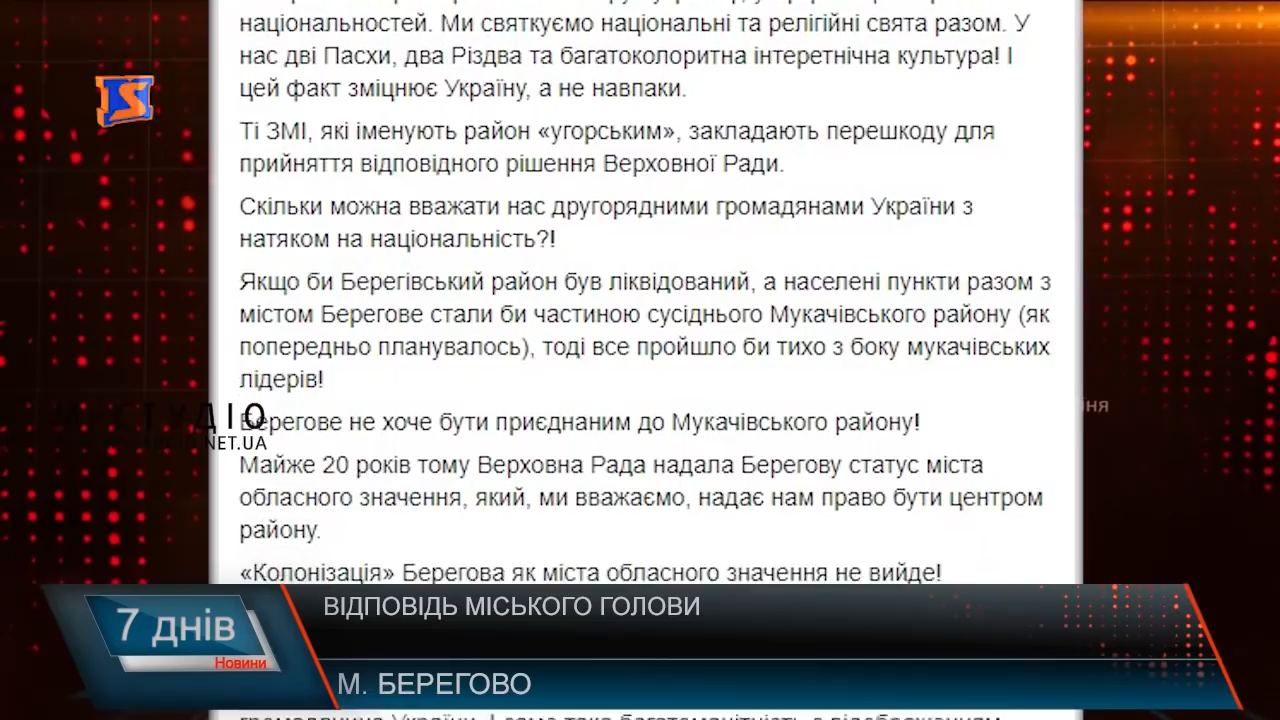 національностей. Ми святкуємо національні та релігійні свята разом. У
нас дві Пасхи, два Різдва та багатоколоритна інтеретнічна культура! І
цей факт зміцнює Україну, а не навпаки.
Ті ЗМІ, які іменують район «угорським», закладають перешкоду для
прийняття відповідного рішення Верховної Ради.
Скільки можна вважати нас другорядними громадянами України з
натяком на національність?!
Якщо би Берегівський район був ліквідований, а населені пункти разом з
містом Берегове стали би частиною сусіднього Мукачівського району (як
попередньо планувалось), тоді все пройшло би тихо з боку мукачівських
лідерів!
СТУДІО
Берегове не хоче бути приєднаним до Мукачівського району!
NET.UA
Майже 20 років тому Верховна Рада надала Берегову статус міста
обласного значення, який, ми вважаємо, надає нам право бути центром
району.
«Колонізація» Берегова як міста обласного значення не вийде!
ВІДПОВІДЬ МІСЬКОГО ГОЛОВИ
7 днів
Новини
М. БЕРЕГОВО